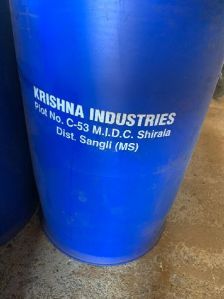 KRISHNA INDUSTRIES
Plot No. C-53 M.I.D.C. Shirala
Dist. Sangli (MS)